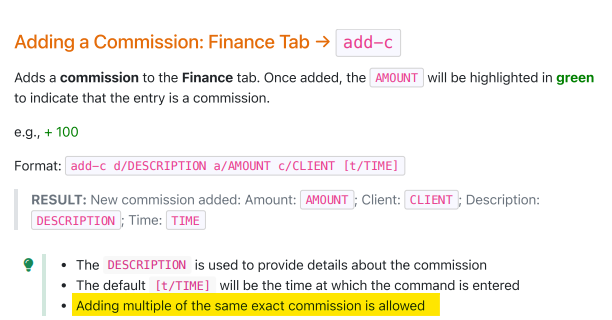 Adding a Commission: Finance Tab → add-c
Adds a commission to the Finance tab. Once added, the AMOUNT will be highlighted in green
to indicate that the entry is a commission.
e.g., + 100
Format: add-c d/DESCRIPTION a/AMOUNT c/CLIENT [t/TIME]
RESULT: New commission added: Amount: AMOUNT; Client: CLIENT; Description:
DESCRIPTION; Time: TIME
• The DESCRIPTION is used to provide details about the commission
• The default [t/TIME] will be the time at which the command is entered
• Adding multiple of the same exact commission is allowed